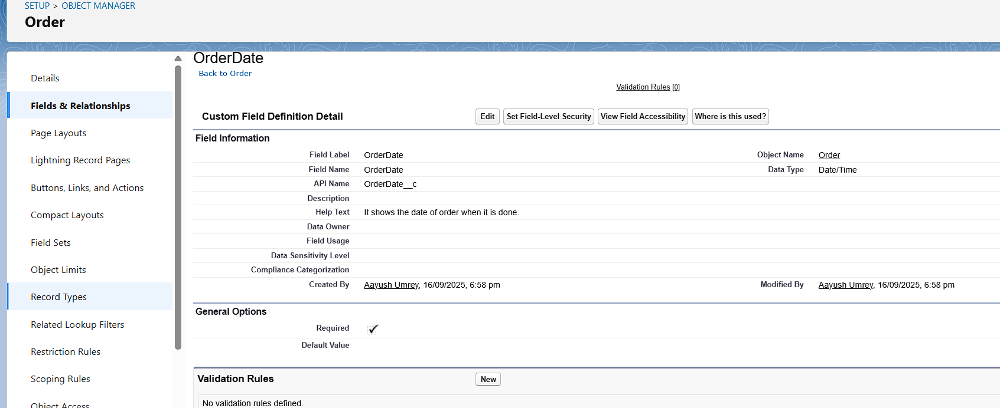 SETUP > OBJECT MANAGER
Order
Details
Fields & Relationships
Page Layouts
Lightning Record Pages
Buttons, Links, and Actions
Compact Layouts
Field Sets
Object Limits
Record Types
Related Lookup Filters
Restriction Rules
Scoping Rules
Object Access
OrderDate
Back to Order
Validation Rules [0]
Custom Field Definition Detail Edit Set Field-Level Security View Field Accessibility Where is this used?
Field Information
Field Label OrderDate Object Name Order
Field Name OrderDate Data Type Date/Time
API Name OrderDate__c
Description
Help Text It shows the date of order when it is done.
Data Owner
Field Usage
Data Sensitivity Level
Compliance Categorization
Created By Aayush Umrey, 16/09/2025, 6:58 pm Modified By Aayush Umrey, 16/09/2025, 6:58 pm
General Options
Required
Default Value
Validation Rules New
No validation rules defined.